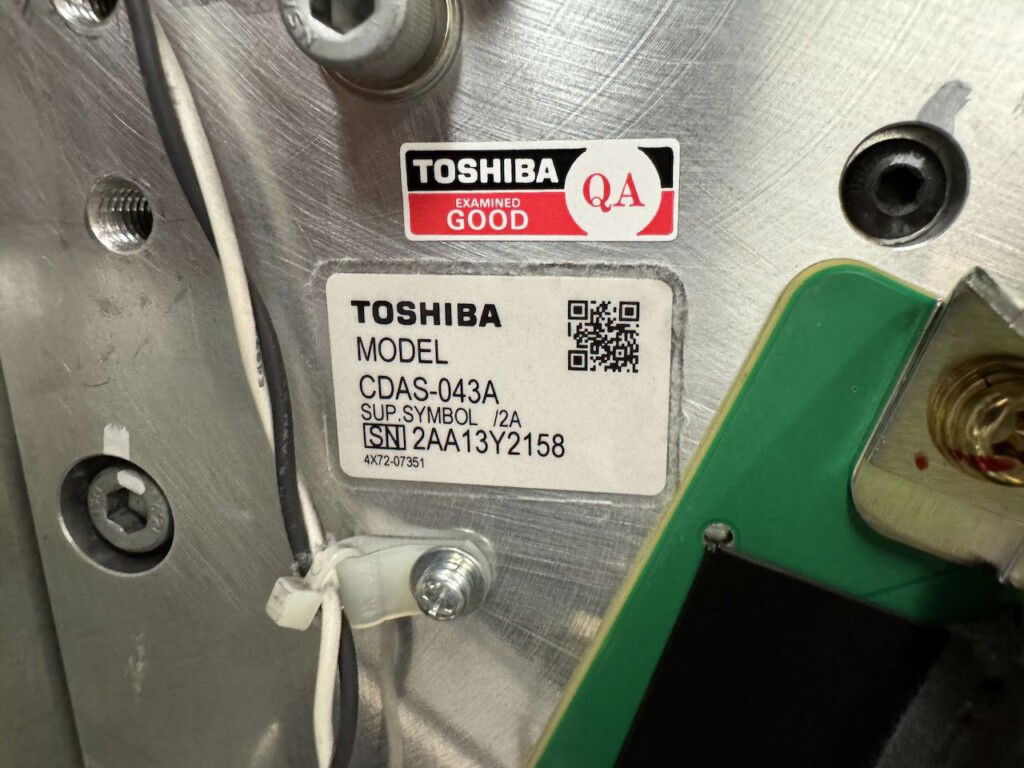 TOSHIBA
EXAMINED
GOOD
QA
TOSHIBA
MODEL
CDAS-043A
SUP.SYMBOL /2A
SN 2AA13Y2158
4X72-07351